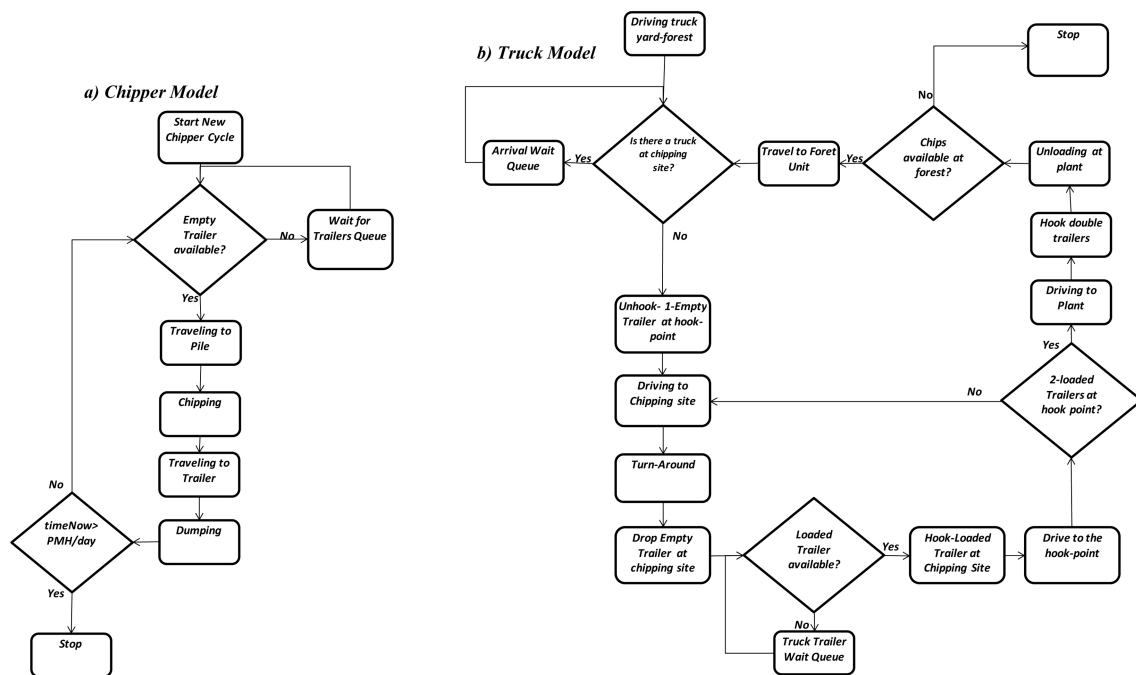 a) Chipper Model
Start New
Chipper Cycle
Empty
Trailer
available?
No
Wait for
Trailers Queue
Yes
Traveling to
Pile
Chipping
Traveling to
Trailer
Dumping
No
timeNow>
PMH/day
Yes
Stop
b) Truck Model
Driving truck
yard-forest
Is there a truck
at chipping
site?
Yes
Arrival Wait
Queue
No
Travel to Foret
Unit
Yes
Chips
available at
forest?
No
Stop
Unloading at
plant
Hook double
trailers
Driving to
Plant
Yes
2-loaded
Trailers at
hook point?
No
Unhook- 1-Empty
Trailer at hook-
point
Driving to
Chipping site
Turn-Around
Drop Empty
Trailer at
chipping site
Loaded
Trailer
available?
Yes
No
Truck Trailer
Wait Queue
Hook-Loaded
Trailer at
Chipping Site
Drive to the
hook-point